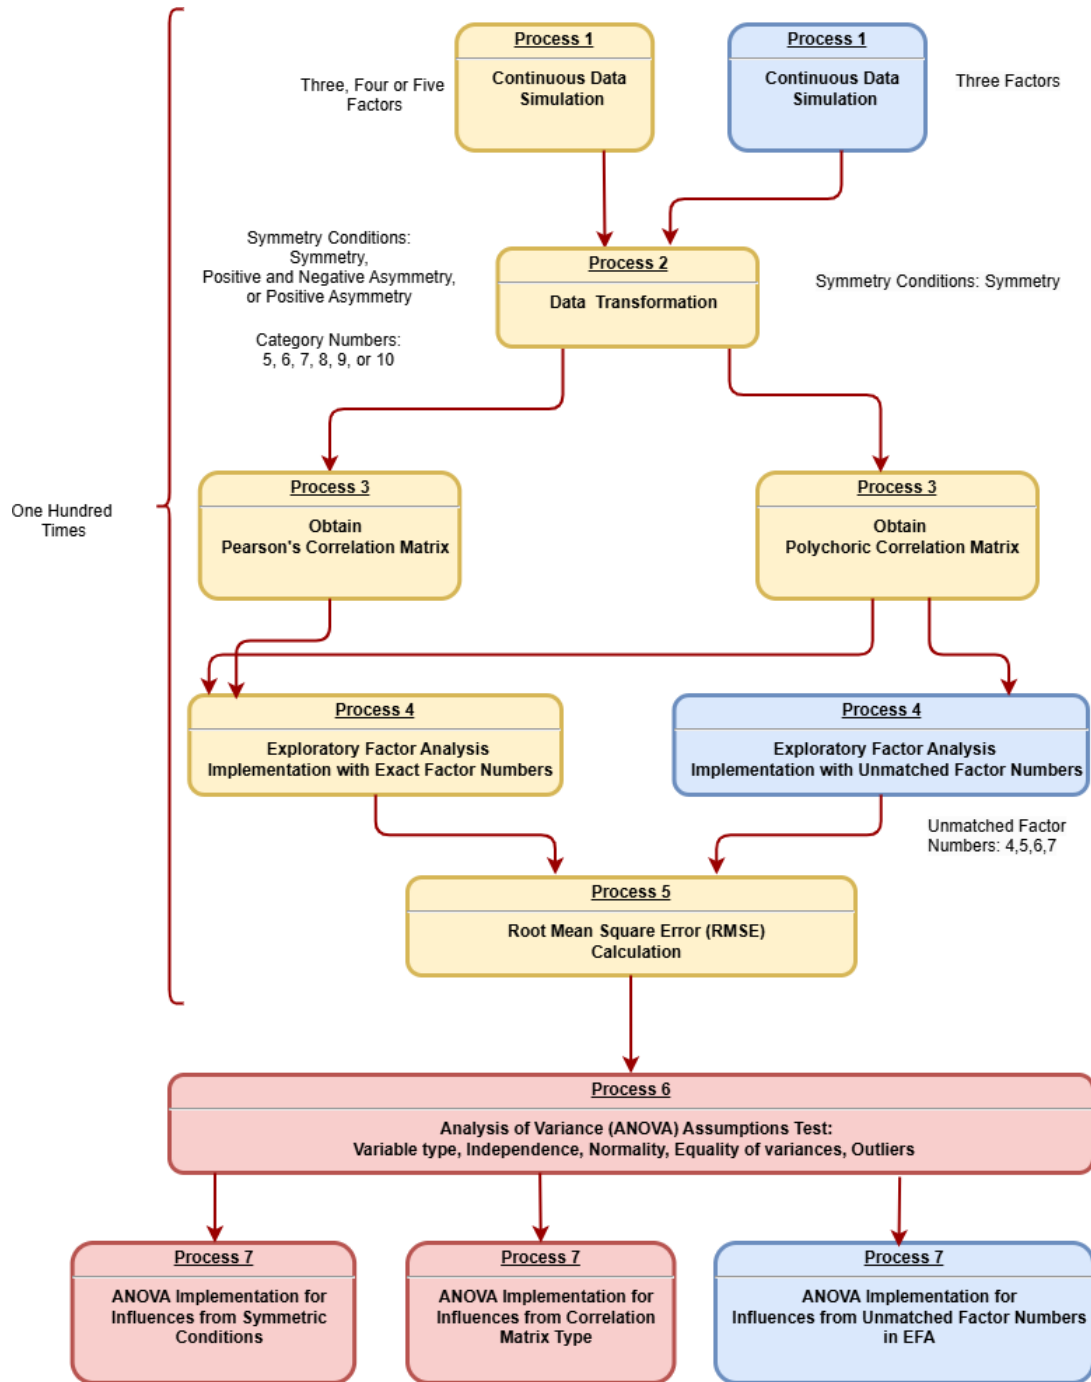 Process 1
Continuous Data
Simulation
Process 1
Continuous Data
Simulation
Three, Four or Five
Factors
Three Factors
Symmetry Conditions:
Symmetry,
Positive and Negative Asymmetry,
or Positive Asymmetry
Category Numbers:
5, 6, 7, 8, 9, or 10
Process 2
Data Transformation
Symmetry Conditions: Symmetry
One Hundred
Times
Process 3
Obtain
Pearson's Correlation Matrix
Process 3
Obtain
Polychoric Correlation Matrix
Process 4
Exploratory Factor Analysis
Implementation with Exact Factor Numbers
Process 4
Exploratory Factor Analysis
Implementation with Unmatched Factor Numbers
Unmatched Factor
Numbers: 4,5,6,7
Process 5
Root Mean Square Error (RMSE)
Calculation
Process 6
Analysis of Variance (ANOVA) Assumptions Test:
Variable type, Independence, Normality, Equality of variances, Outliers
Process 7
ANOVA Implementation for
Influences from Symmetric
Conditions
Process 7
ANOVA Implementation for
Influences from Correlation
Matrix Type
Process 7
ANOVA Implementation for
Influences from Unmatched Factor Numbers
in EFA